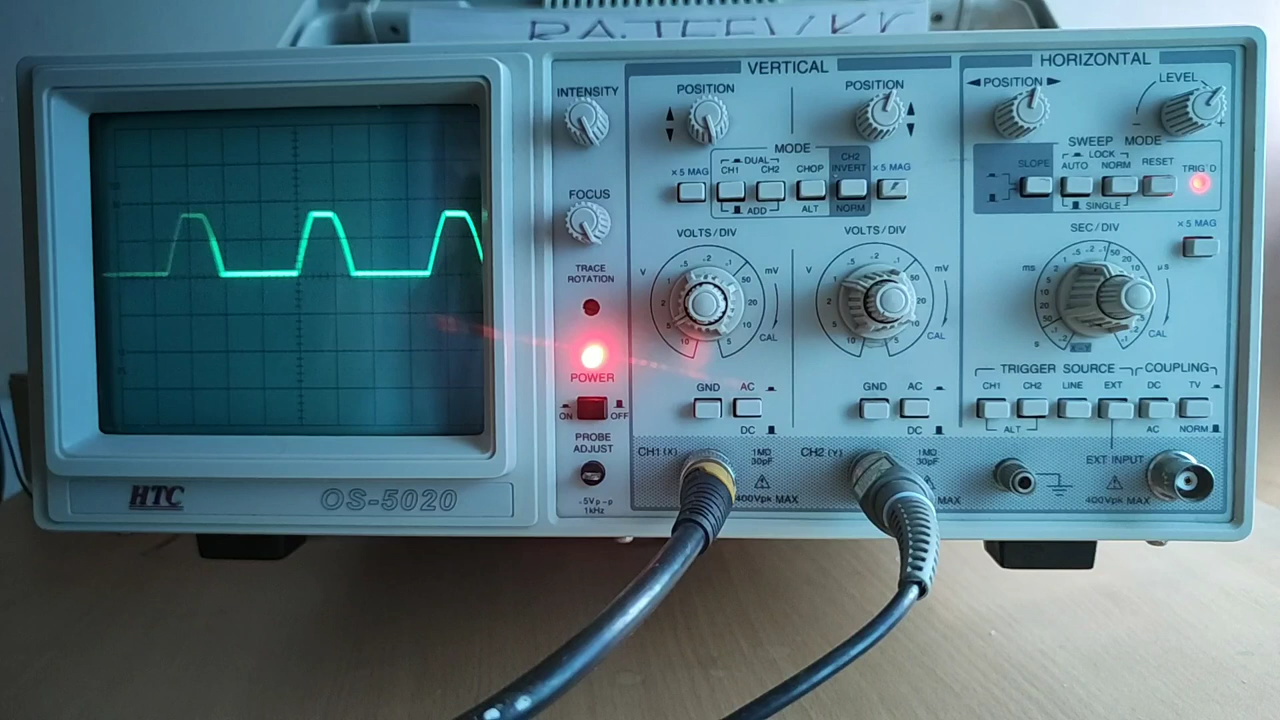 RAJEEV KK
VERTICAL
HORIZONTAL
INTENSITY
POSITION
POSITION
◄POSITION►
LEVEL
MODE
SWEEP MODE
DUAL
CH1 CH2 CHOP
CH2 INVERT
×5 MAG
×5 MAG
ADD
ALT
NORM
SLOPE
LOCK
AUTO NORM RESET TRIG'D
SINGLE
×5 MAG
FOCUS
VOLTS/DIV
VOLTS/DIV
SEC/DIV
V mV
V mV
ms µs
CAL
CAL
CAL
TRACE
ROTATION
POWER
ON OFF
GND AC
DC
GND AC
DC
TRIGGER SOURCE
COUPLING
CH1 CH2 LINE EXT DC TV
ALT
AC NORM
PROBE
ADJUST
.5Vp-p
1kHz
CH1 (X)
1MΩ
30pF
400Vpk MAX
CH2 (Y)
1MΩ
30pF
MAX
EXT INPUT
400Vpk MAX
HTC
OS-5020